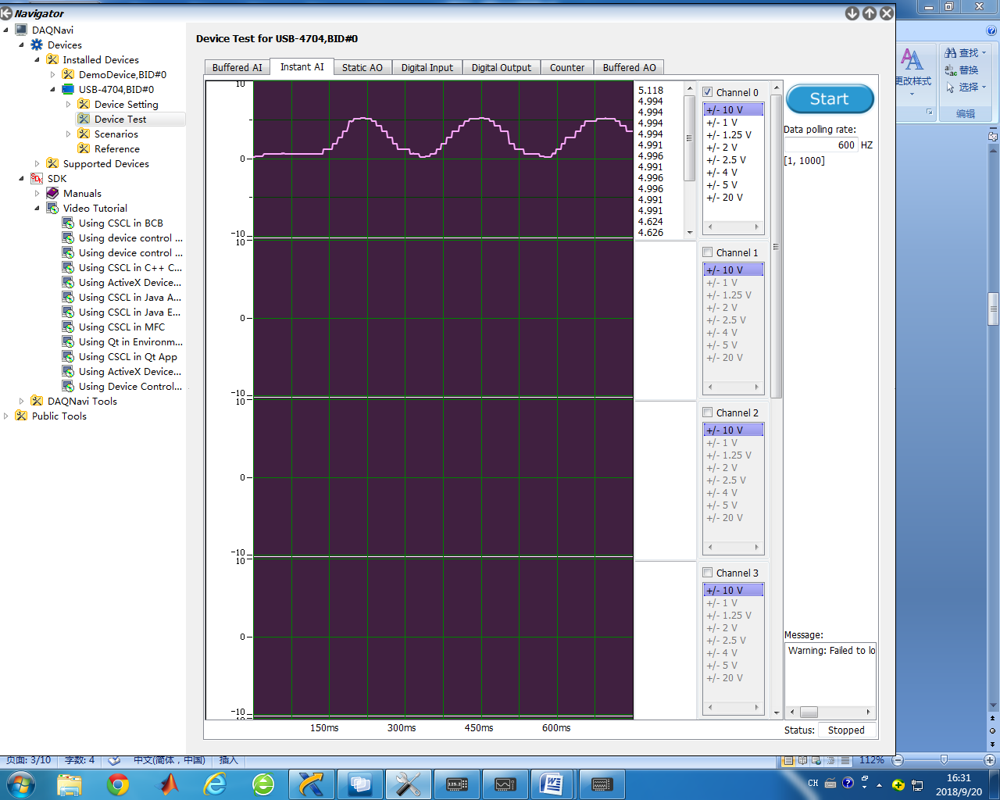 Navigator
DAQNavi
Devices
Installed Devices
DemoDevice,BID#0
USB-4704,BID#0
Device Setting
Device Test
Scenarios
Reference
Supported Devices
SDK
Manuals
Video Tutorial
Using CSCL in BCB
Using device control ...
Using device control ...
Using CSCL in C++ C...
Using ActiveX Device...
Using CSCL in Java A...
Using CSCL in Java E...
Using CSCL in MFC
Using Qt in Environm...
Using CSCL in Qt App
Using ActiveX Device...
Using Device Control...
DAQNavi Tools
Public Tools
Device Test for USB-4704,BID#0
Buffered AI
Instant AI
Static AO
Digital Input
Digital Output
Counter
Buffered AO
10
0
-10
10
0
-10
10
0
-10
10
0
-10
150ms
300ms
450ms
600ms
5.118
4.994
4.994
4.994
4.994
4.991
4.996
4.991
4.996
4.996
4.991
4.991
4.624
4.626
Channel 0
+/- 10 V
+/- 1 V
+/- 1.25 V
+/- 2 V
+/- 2.5 V
+/- 4 V
+/- 5 V
+/- 20 V
Channel 1
+/- 10 V
+/- 1 V
+/- 1.25 V
+/- 2 V
+/- 2.5 V
+/- 4 V
+/- 5 V
+/- 20 V
Channel 2
+/- 10 V
+/- 1 V
+/- 1.25 V
+/- 2 V
+/- 2.5 V
+/- 4 V
+/- 5 V
+/- 20 V
Channel 3
+/- 10 V
+/- 1 V
+/- 1.25 V
+/- 2 V
+/- 2.5 V
+/- 4 V
+/- 5 V
+/- 20 V
Start
Data polling rate:
600 HZ
[1, 1000]
Message:
Warning: Failed to lo
Status: Stopped
更改样式
查找
替换
选择
编辑
页面: 3/10 字数: 4 中文(简体，中国) 插入
112%
125.2
CH
16:31
2018/9/20